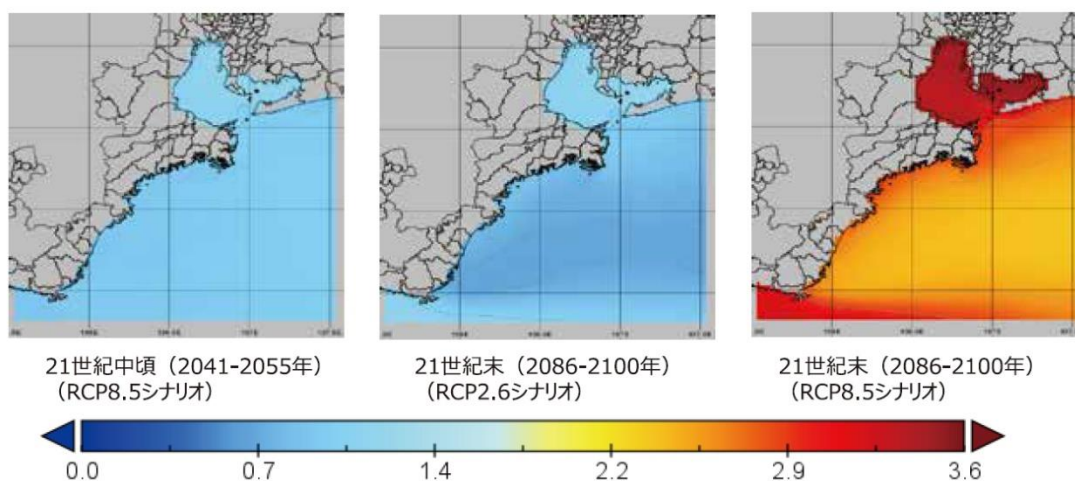 21世紀中頃（2041-2055年）
（RCP8.5シナリオ）
21世紀末（2086-2100年）
（RCP2.6シナリオ）
21世紀末（2086-2100年）
（RCP8.5シナリオ）
0.0 0.7 1.4 2.2 2.9 3.6